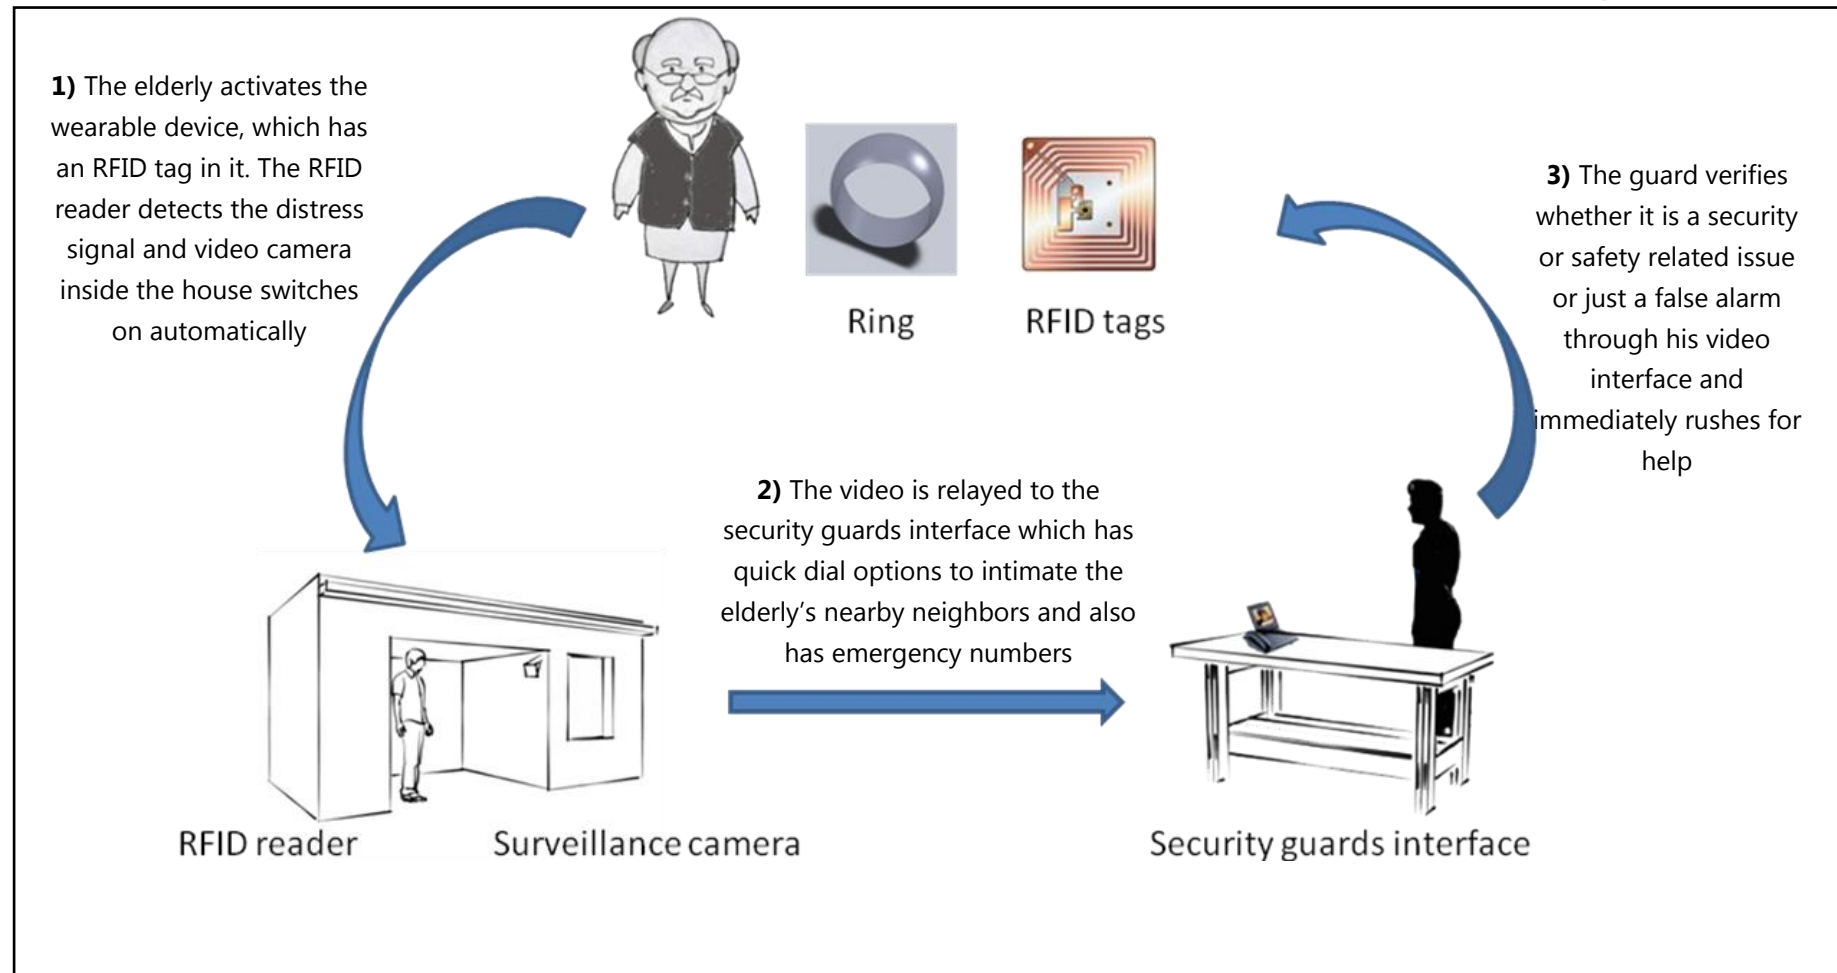 1) The elderly activates the
wearable device, which has
an RFID tag in it. The RFID
reader detects the distress
signal and video camera
inside the house switches
on automatically
Ring
RFID tags
3) The guard verifies
whether it is a security
or safety related issue
or just a false alarm
through his video
interface and
immediately rushes for
help
2) The video is relayed to the
security guards interface which has
quick dial options to intimate the
elderly’s nearby neighbors and also
has emergency numbers
RFID reader
Surveillance camera
Security guards interface